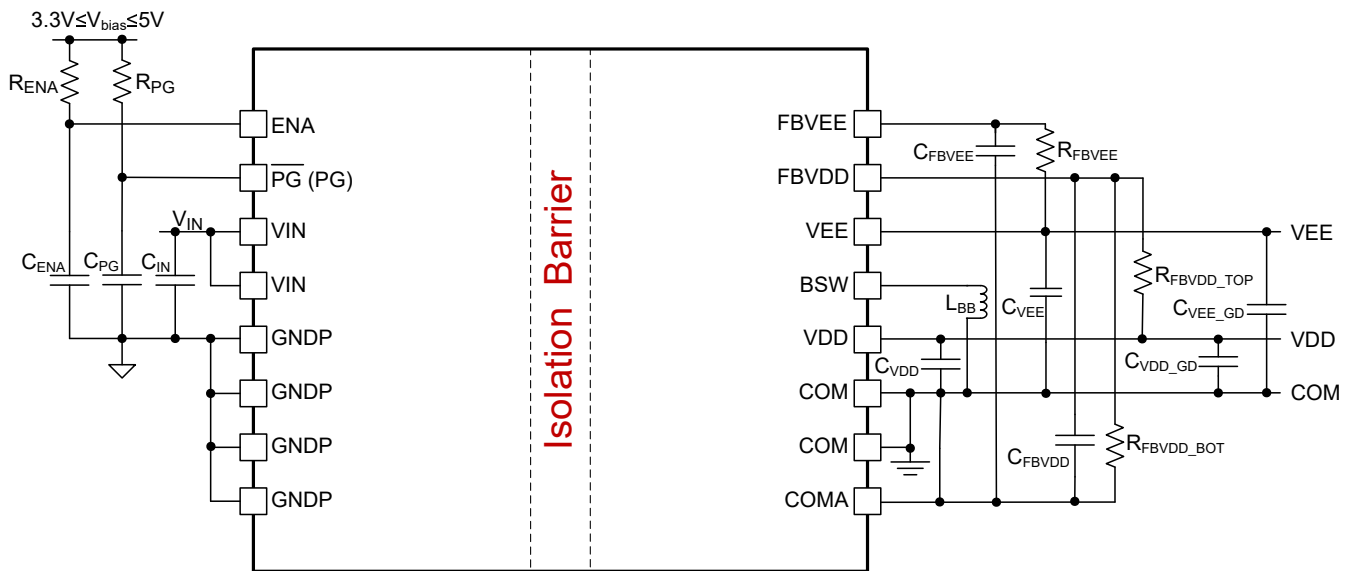 3.3V≤Vbias≤5V
RENA
RPG
CENA
CPG
CIN
VIN
ENA
PG (PG)
VIN
VIN
GNDP
GNDP
GNDP
GNDP
Isolation Barrier
FBVEE
FBVDD
VEE
BSW
VDD
COM
COM
COMA
CFBVEE
RFBVEE
LBB
CVEE
CVDD
RFBVDD_TOP
CVEE_GD
CVDD_GD
CFBVDD
RFBVDD_BOT
VEE
VDD
COM